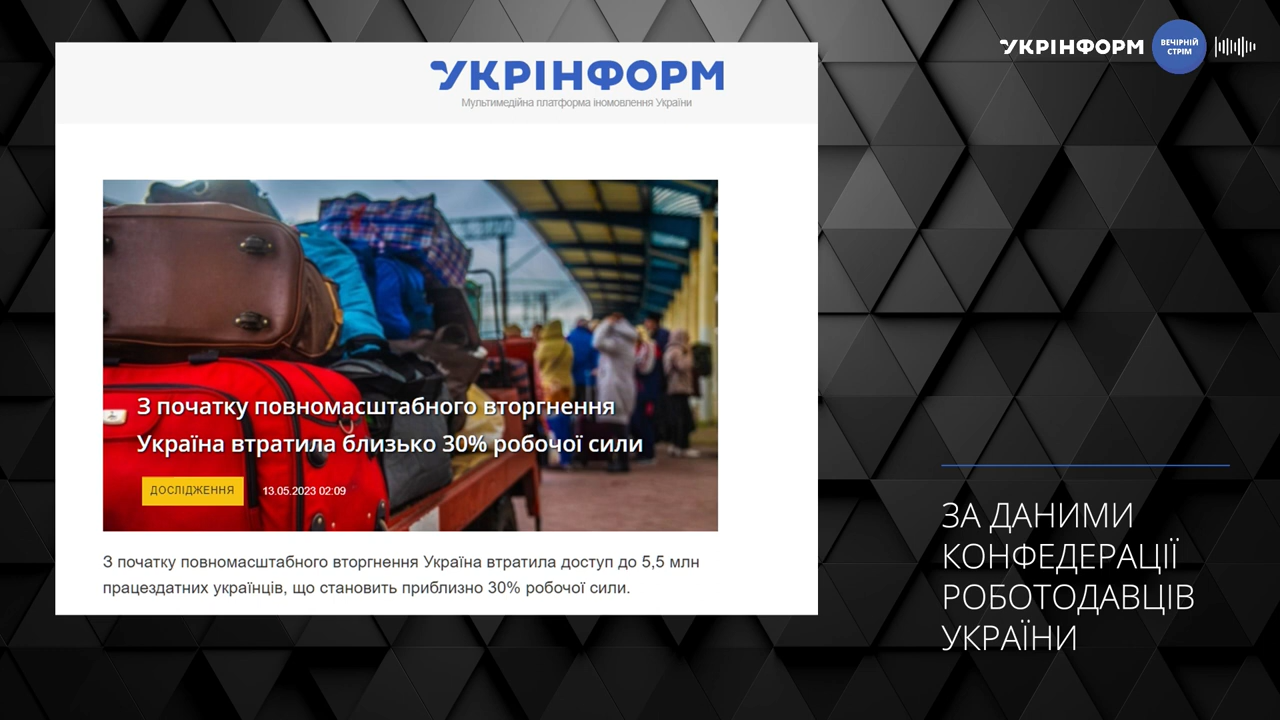 УКРІНФОРМ
ВЕЧІРНІЙ
СТРІМ
УКРІНФОРМ
Мультимедійна платформа іномовлення України
З початку повномасштабного вторгнення
Україна втратила близько 30% робочої сили
ДОСЛІДЖЕННЯ 13.05.2023 02:09
З початку повномасштабного вторгнення Україна втратила доступ до 5,5 млн
працездатних українців, що становить приблизно 30% робочої сили.
ЗА ДАНИМИ
КОНФЕДЕРАЦІЇ
РОБОТОДАВЦІВ
УКРАЇНИ